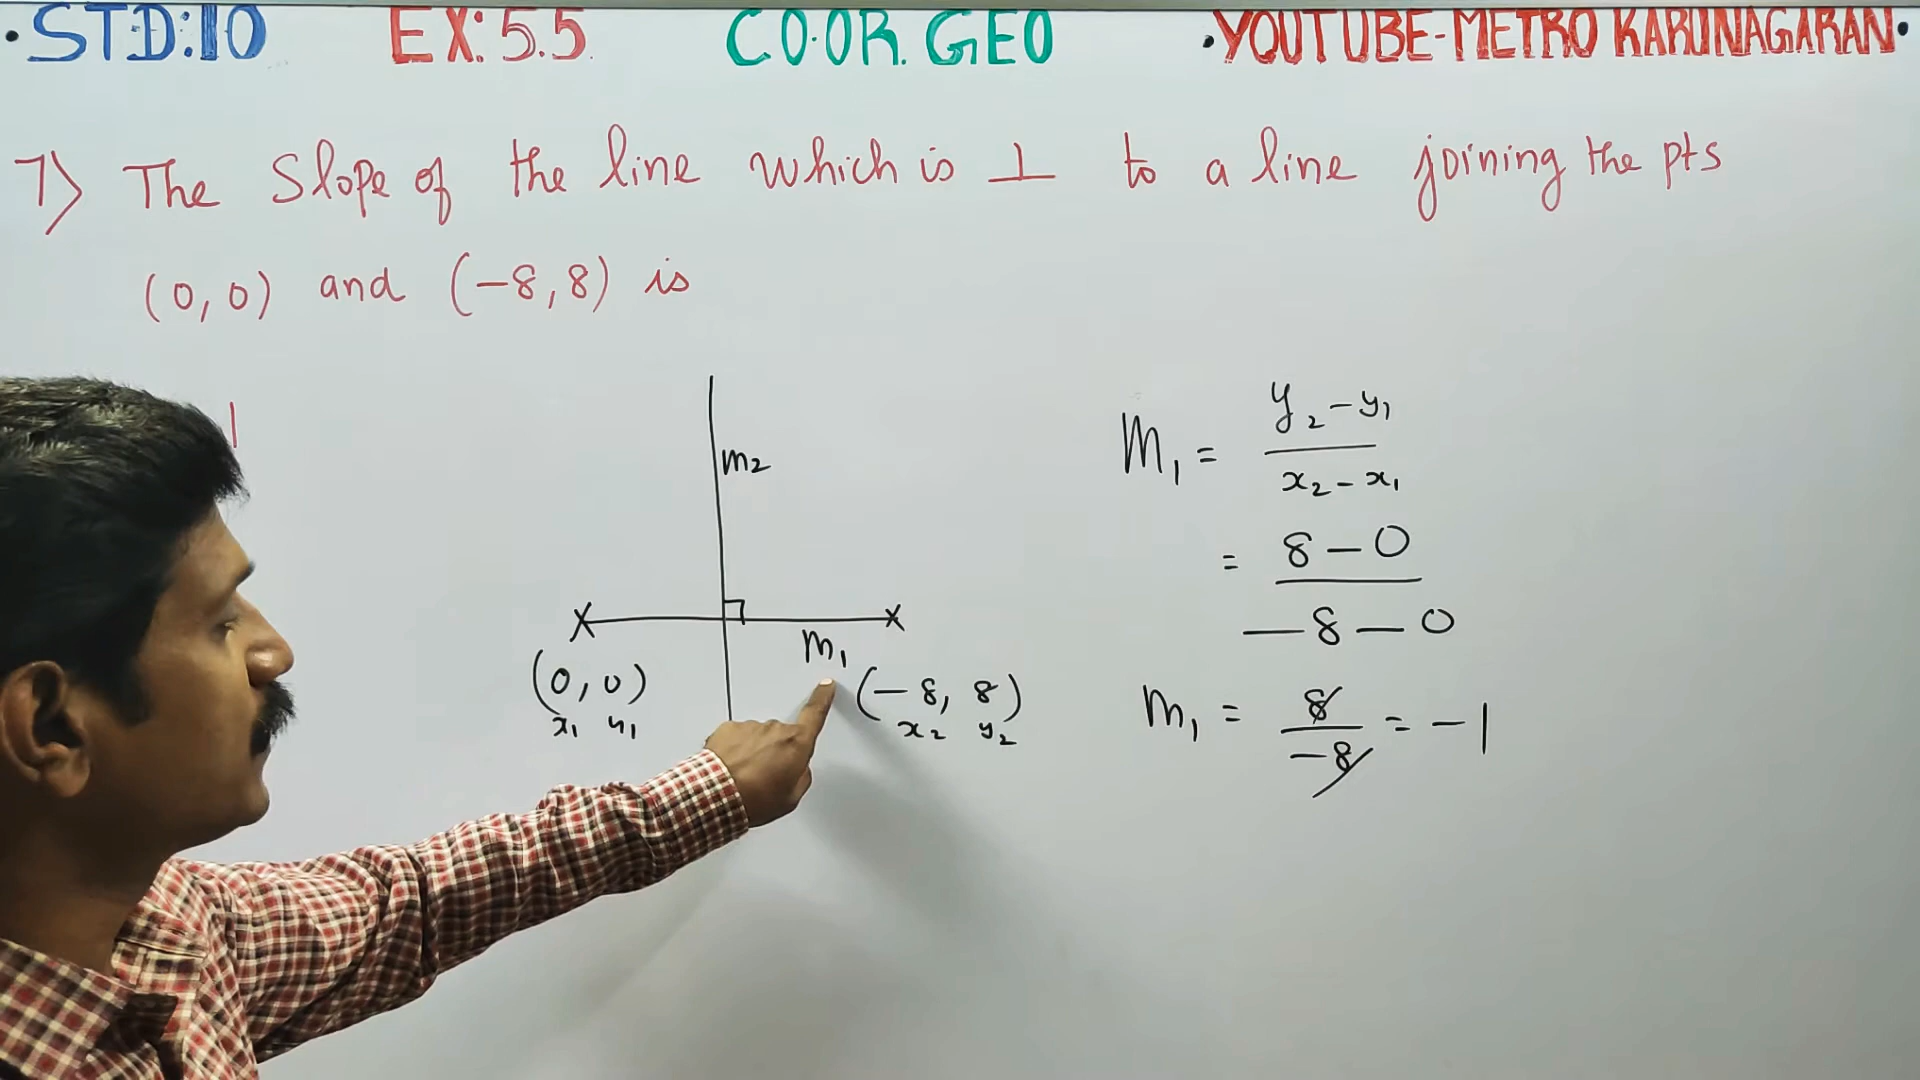 ·STD:10 EX:5.5 CO.OR.GEO ·YOUTUBE-METRO KARUNAGARAN·
7) The Slope of the line which is ⊥ to a line joining the pts
(0,0) and (-8,8) is
m2
m1
(0,0) (-8, 8)
x1 y1 x2 y2
m1 = y2-y1 / x2-x1
= 8-0 / -8-0
m1 = 8 / -8 = -1